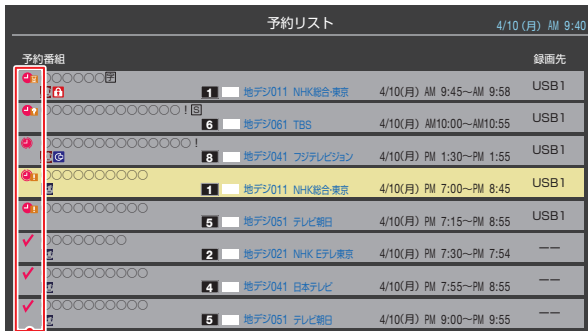 予約リスト 4/10 (月) AM 9:40
予約番組 録画先
○○○○○○デ
1 地デジ011 NHK総合・東京 4/10(月) AM 9:45~AM 9:58 USB1
○○○○○○○○○○○○○!S
6 地デジ061 TBS 4/10(月) AM10:00~AM10:55 USB1
○○○○○○○○○○○○○○!
8 地デジ041 フジテレビジョン 4/10(月) PM 1:30~PM 1:55 USB1
○○○○○○○○○○
1 地デジ011 NHK総合・東京 4/10(月) PM 7:00~PM 8:45 USB1
○○○○○○○○○○
5 地デジ051 テレビ朝日 4/10(月) PM 7:15~PM 8:55 USB1
○○○○○○○○
2 地デジ021 NHK Eテレ東京 4/10(月) PM 7:30~PM 7:54 ーー
○○○○○○○○○○
4 地デジ041 日本テレビ 4/10(月) PM 7:55~PM 8:55 ーー
○○○○○○○○○○
5 地デジ051 テレビ朝日 4/10(月) PM 9:00~PM 9:55 ーー